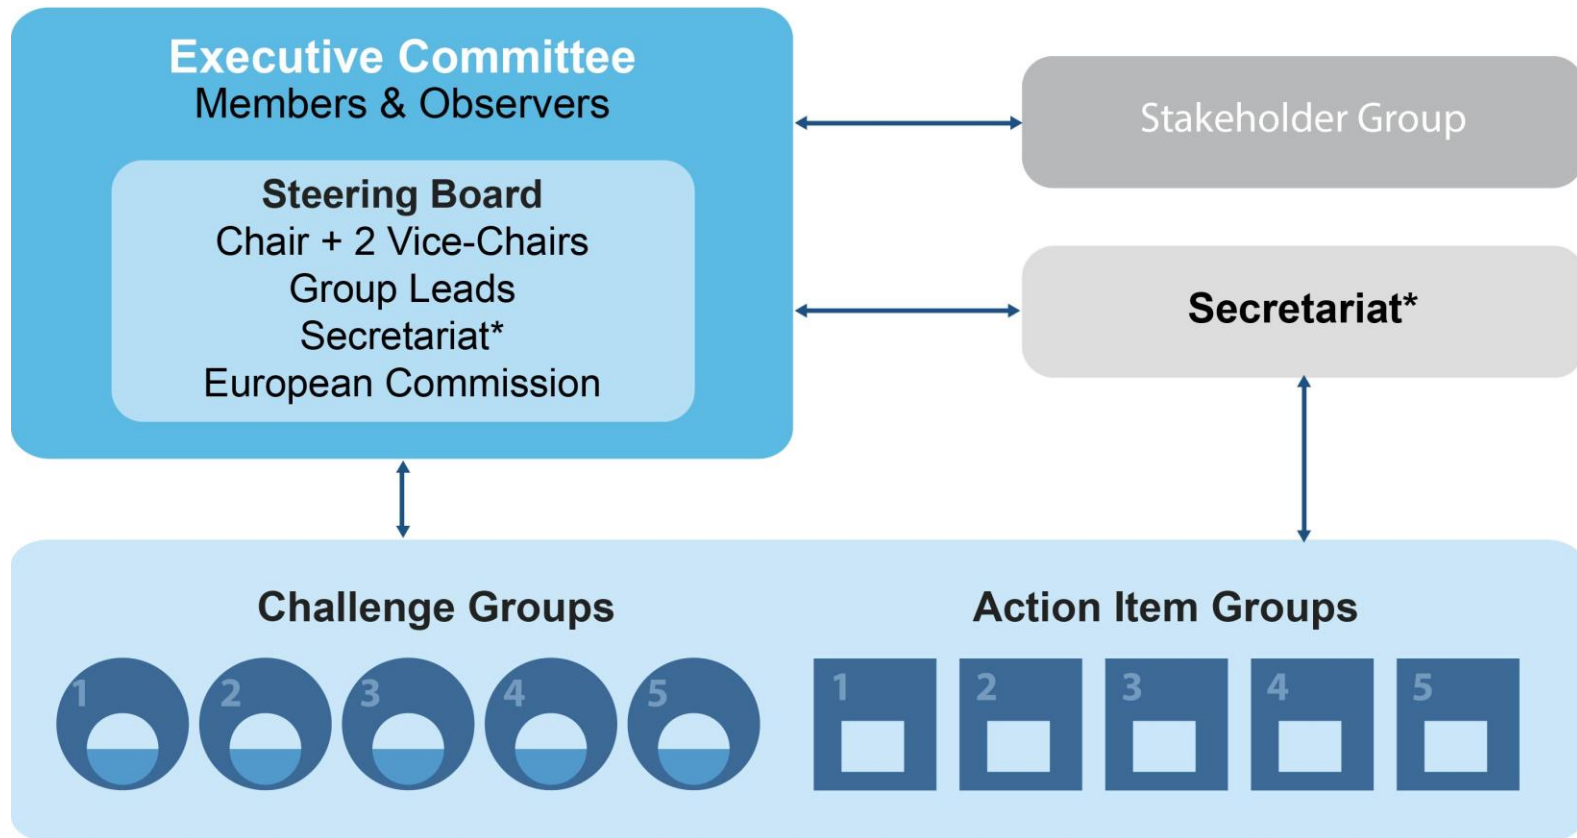 Executive Committee
Members & Observers
Steering Board
Chair + 2 Vice-Chairs
Group Leads
Secretariat*
European Commission
Stakeholder Group
Secretariat*
Challenge Groups
1 2 3 4 5
Action Item Groups
1 2 3 4 5